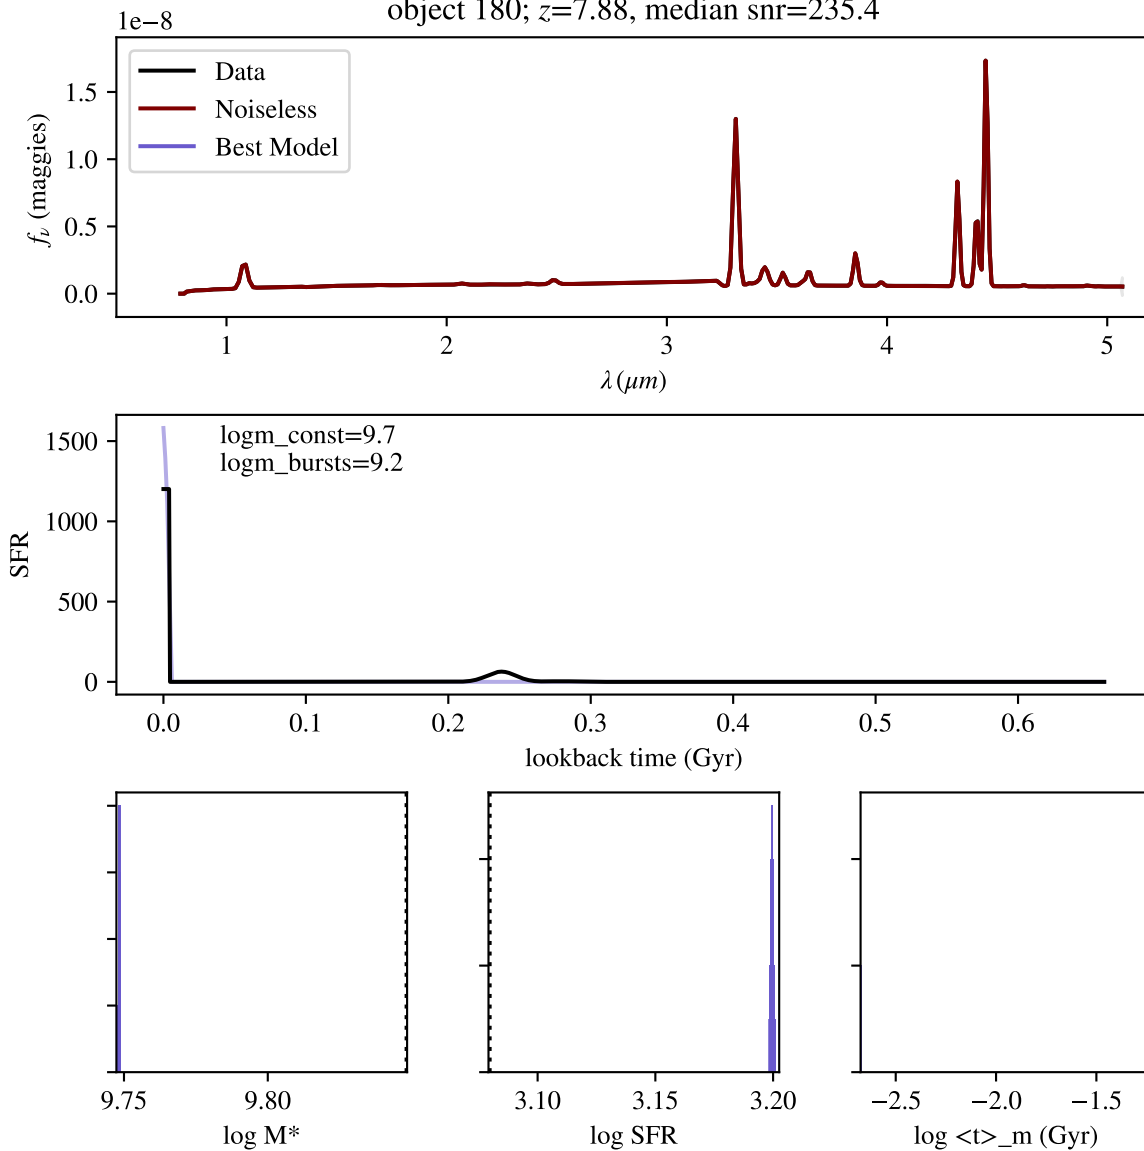 object 180; z=7.88, median snr=235.4
1e−8
Data
Noiseless
Best Model
1.5
1.0
0.5
0.0
fν (maggies)
1 2 3 4 5
λ(μm)
logm_const=9.7
logm_bursts=9.2
1500
1000
500
0
SFR
0.0 0.1 0.2 0.3 0.4 0.5 0.6
lookback time (Gyr)
9.75 9.80
log M*
3.10 3.15 3.20
log SFR
−2.5 −2.0 −1.5
log <t>_m (Gyr)